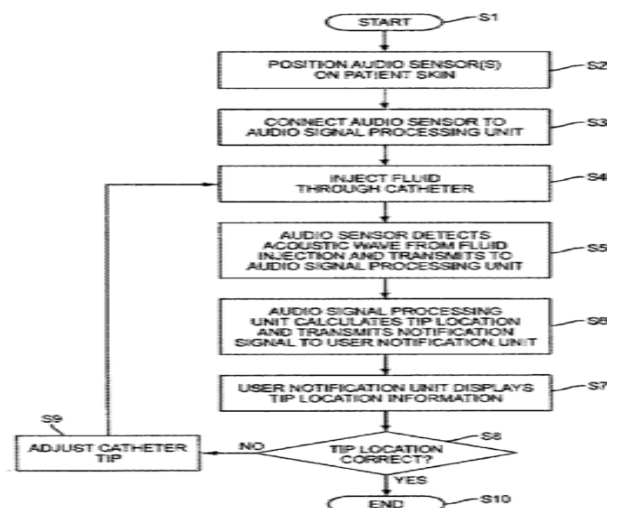 START
S1
POSITION AUDIO SENSOR(S)
ON PATIENT SKIN
S2
CONNECT AUDIO SENSOR TO
AUDIO SIGNAL PROCESSING UNIT
S3
INJECT FLUID
THROUGH CATHETER
S4
AUDIO SENSOR DETECTS
ACOUSTIC WAVE FROM FLUID
INJECTION AND TRANSMITS TO
AUDIO SIGNAL PROCESSING UNIT
S5
AUDIO SIGNAL PROCESSING
UNIT CALCULATES TIP LOCATION
AND TRANSMITS NOTIFICATION
SIGNAL TO USER NOTIFICATION UNIT
S6
USER NOTIFICATION UNIT DISPLAYS
TIP LOCATION INFORMATION
S7
TIP LOCATION
CORRECT?
S8
NO
S9
ADJUST CATHETER
TIP
YES
END
S10